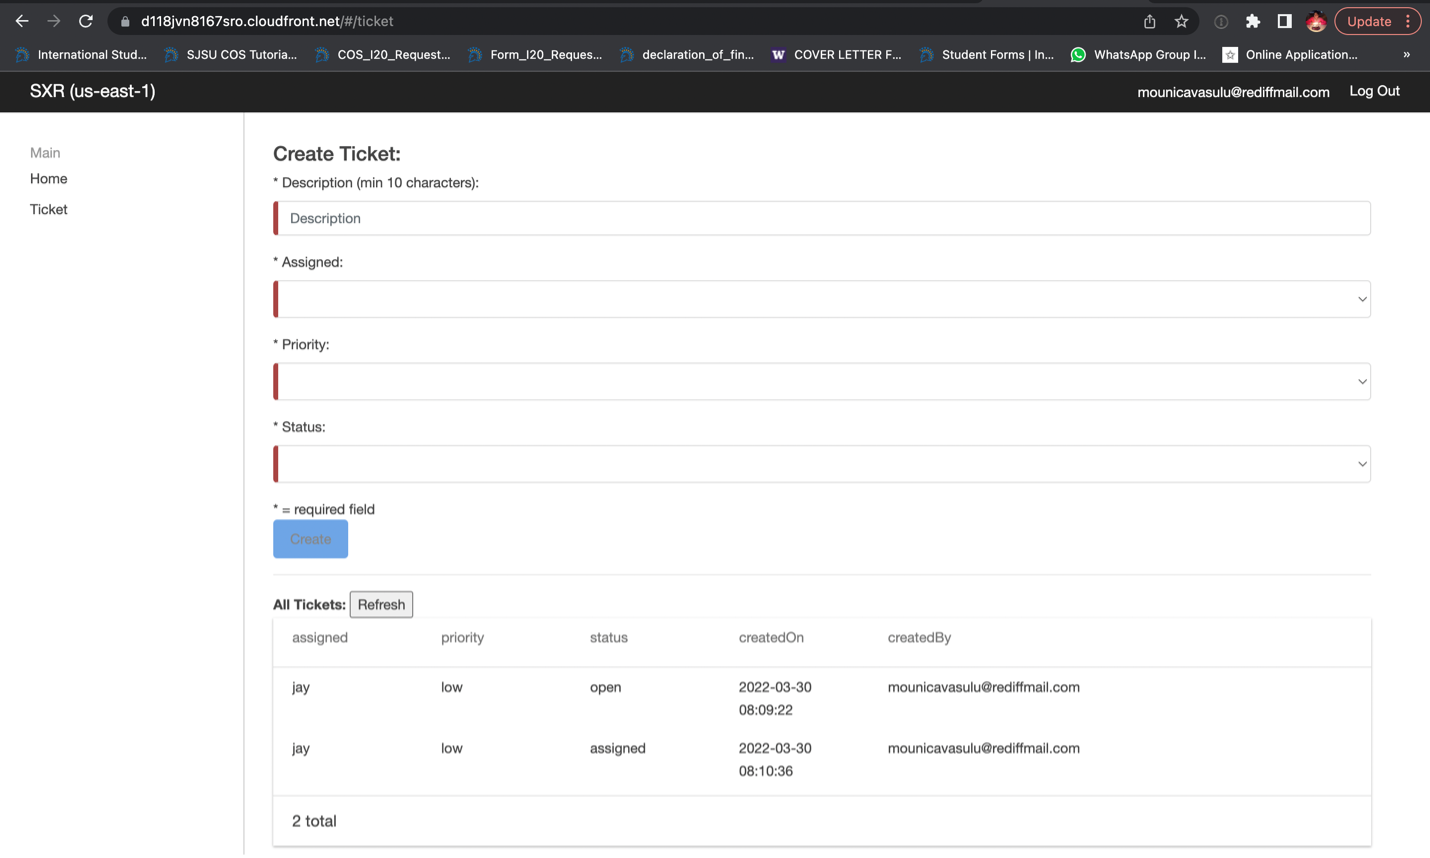 d118jvn8167sro.cloudfront.net/#/ticket
Update
International Stud... SJSU COS Tutoria... COS_I20_Request... Form_I20_Reques... declaration_of_fin... W COVER LETTER F... Student Forms | In... WhatsApp Group I... Online Application... »
SXR (us-east-1) mounicavasulu@rediffmail.com Log Out
Main
Home
Ticket
Create Ticket:
* Description (min 10 characters):
Description
* Assigned:
* Priority:
* Status:
* = required field
Create
All Tickets: Refresh
assigned priority status createdOn createdBy
jay low open 2022-03-30 08:09:22 mounicavasulu@rediffmail.com
jay low assigned 2022-03-30 08:10:36 mounicavasulu@rediffmail.com
2 total